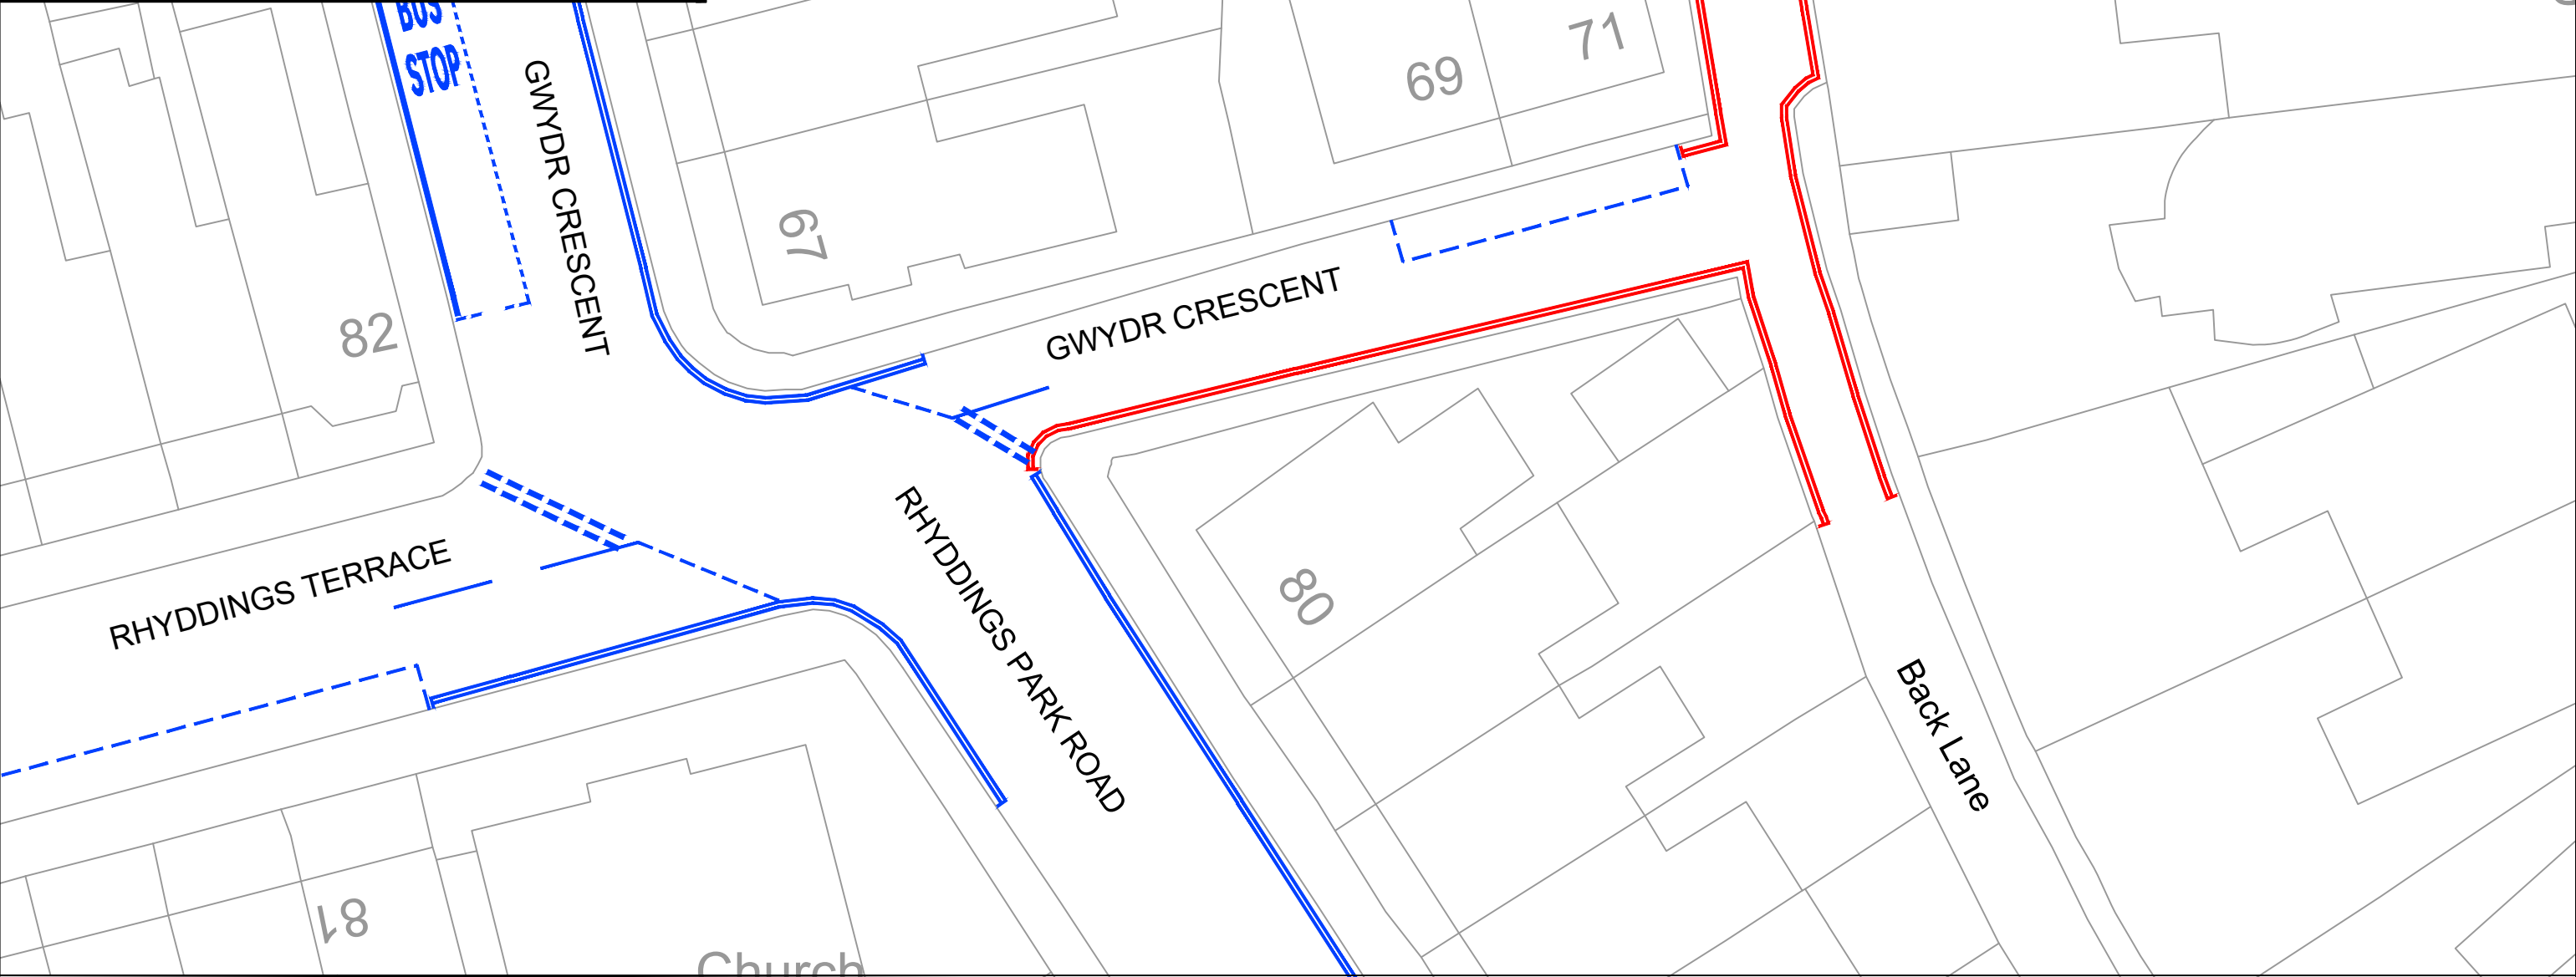 BUS
STOP
GWYDR CRESCENT
69
71
67
82
GWYDR CRESCENT
RHYDDINGS TERRACE
RHYDDINGS PARK ROAD
80
Back Lane
81
Church